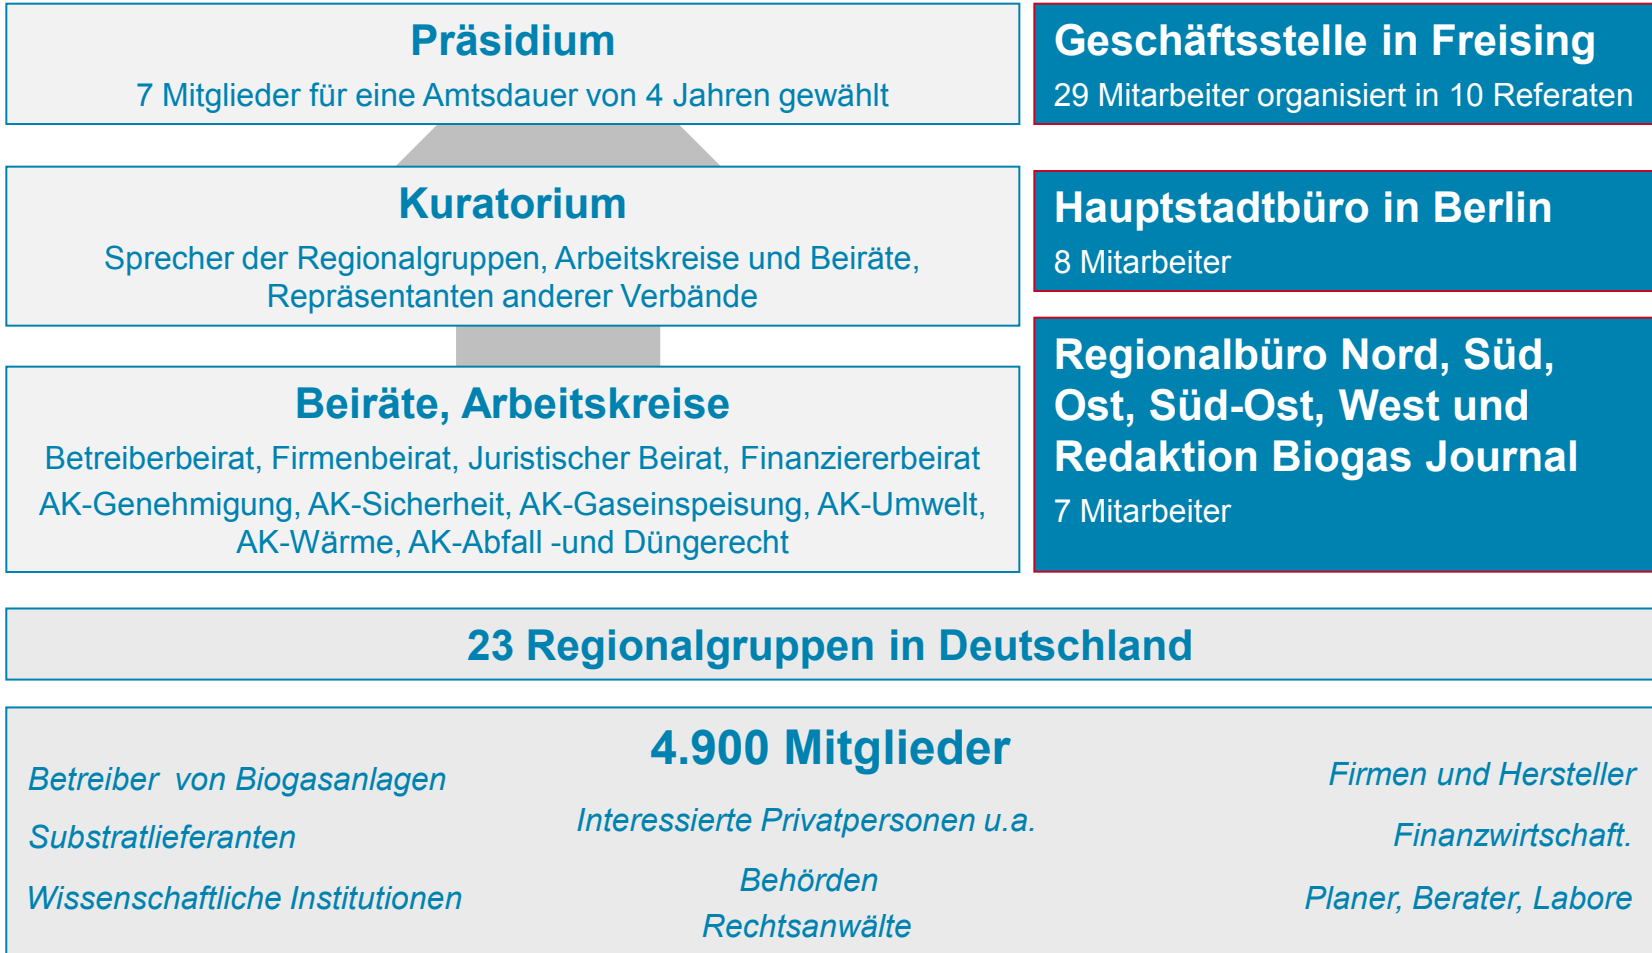 Präsidium
7 Mitglieder für eine Amtsdauer von 4 Jahren gewählt
Kuratorium
Sprecher der Regionalgruppen, Arbeitskreise und Beiräte,
Repräsentanten anderer Verbände
Beiräte, Arbeitskreise
Betreiberbeirat, Firmenbeirat, Juristischer Beirat, Finanziererbeirat
AK-Genehmigung, AK-Sicherheit, AK-Gaseinspeisung, AK-Umwelt,
AK-Wärme, AK-Abfall -und Düngerecht
Geschäftsstelle in Freising
29 Mitarbeiter organisiert in 10 Referaten
Hauptstadtbüro in Berlin
8 Mitarbeiter
Regionalbüro Nord, Süd,
Ost, Süd-Ost, West und
Redaktion Biogas Journal
7 Mitarbeiter
23 Regionalgruppen in Deutschland
4.900 Mitglieder
Betreiber von Biogasanlagen
Substratlieferanten
Wissenschaftliche Institutionen
Interessierte Privatpersonen u.a.
Behörden
Rechtsanwälte
Firmen und Hersteller
Finanzwirtschaft.
Planer, Berater, Labore